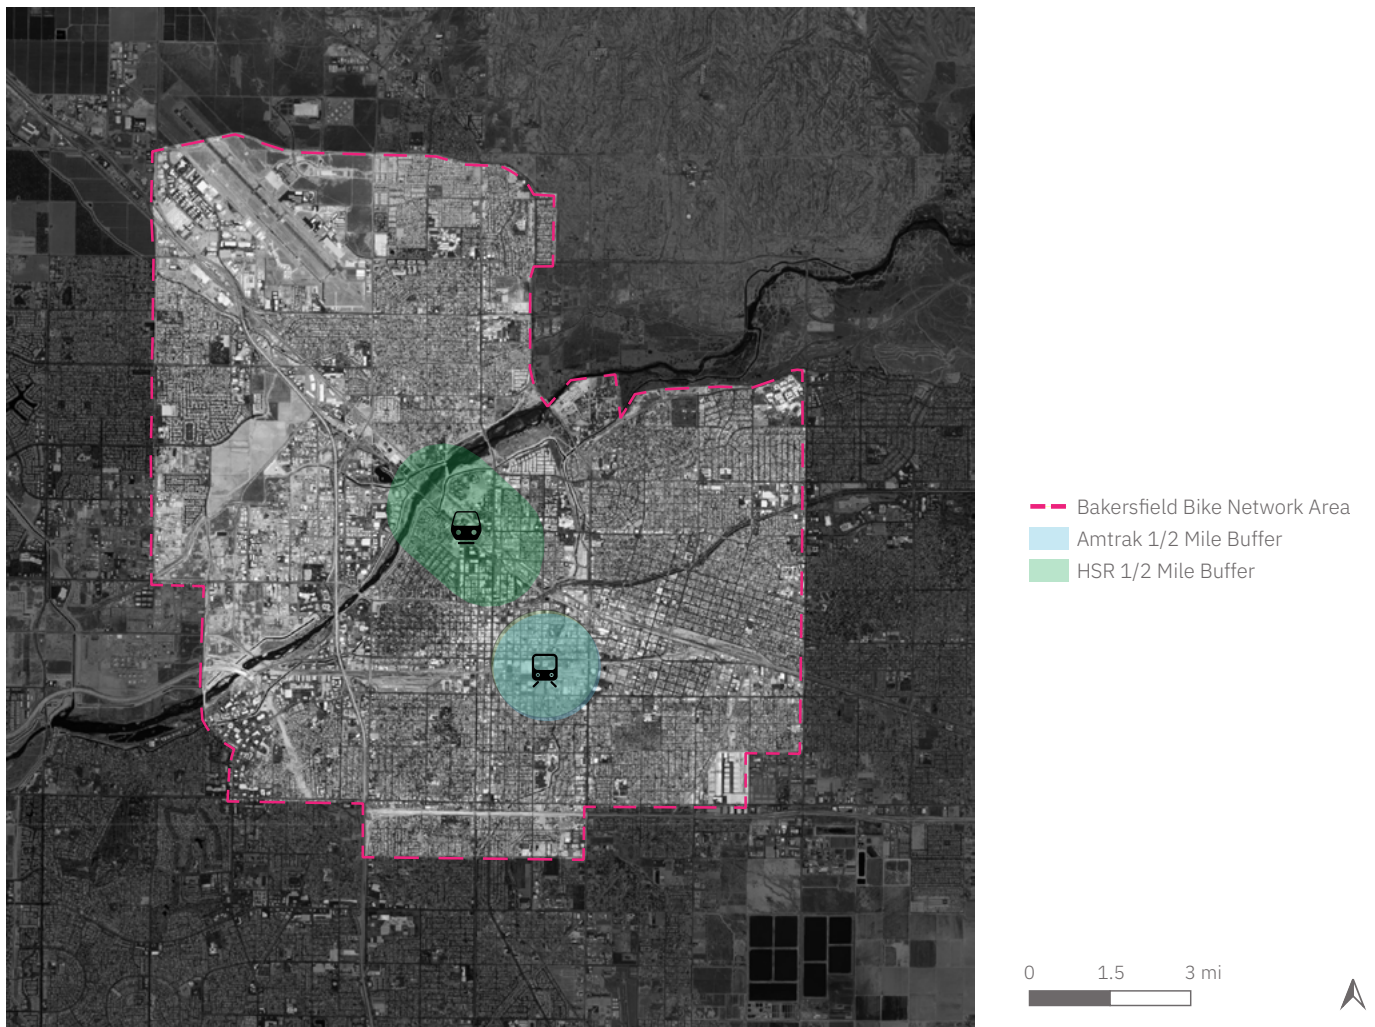 Bakersfield Bike Network Area
Amtrak 1/2 Mile Buffer
HSR 1/2 Mile Buffer
0 1.5 3 mi